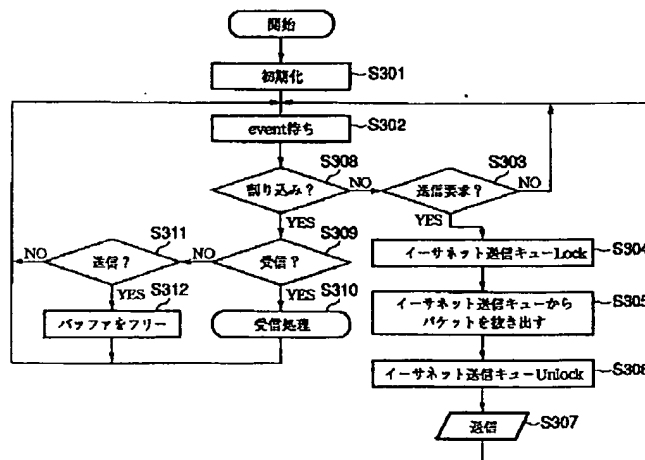 開始
初期化
S301
event待ち
S302
割り込み?
S308
NO
YES
送信要求?
S303
NO
YES
送信?
S311
NO
YES
受信?
S309
NO
YES
イーサネット送信キューLock
S304
バッファをフリー
S312
受信処理
S310
イーサネット送信キューから
パケットを抜き出す
S305
イーサネット送信キューUnlock
S306
送信
S307